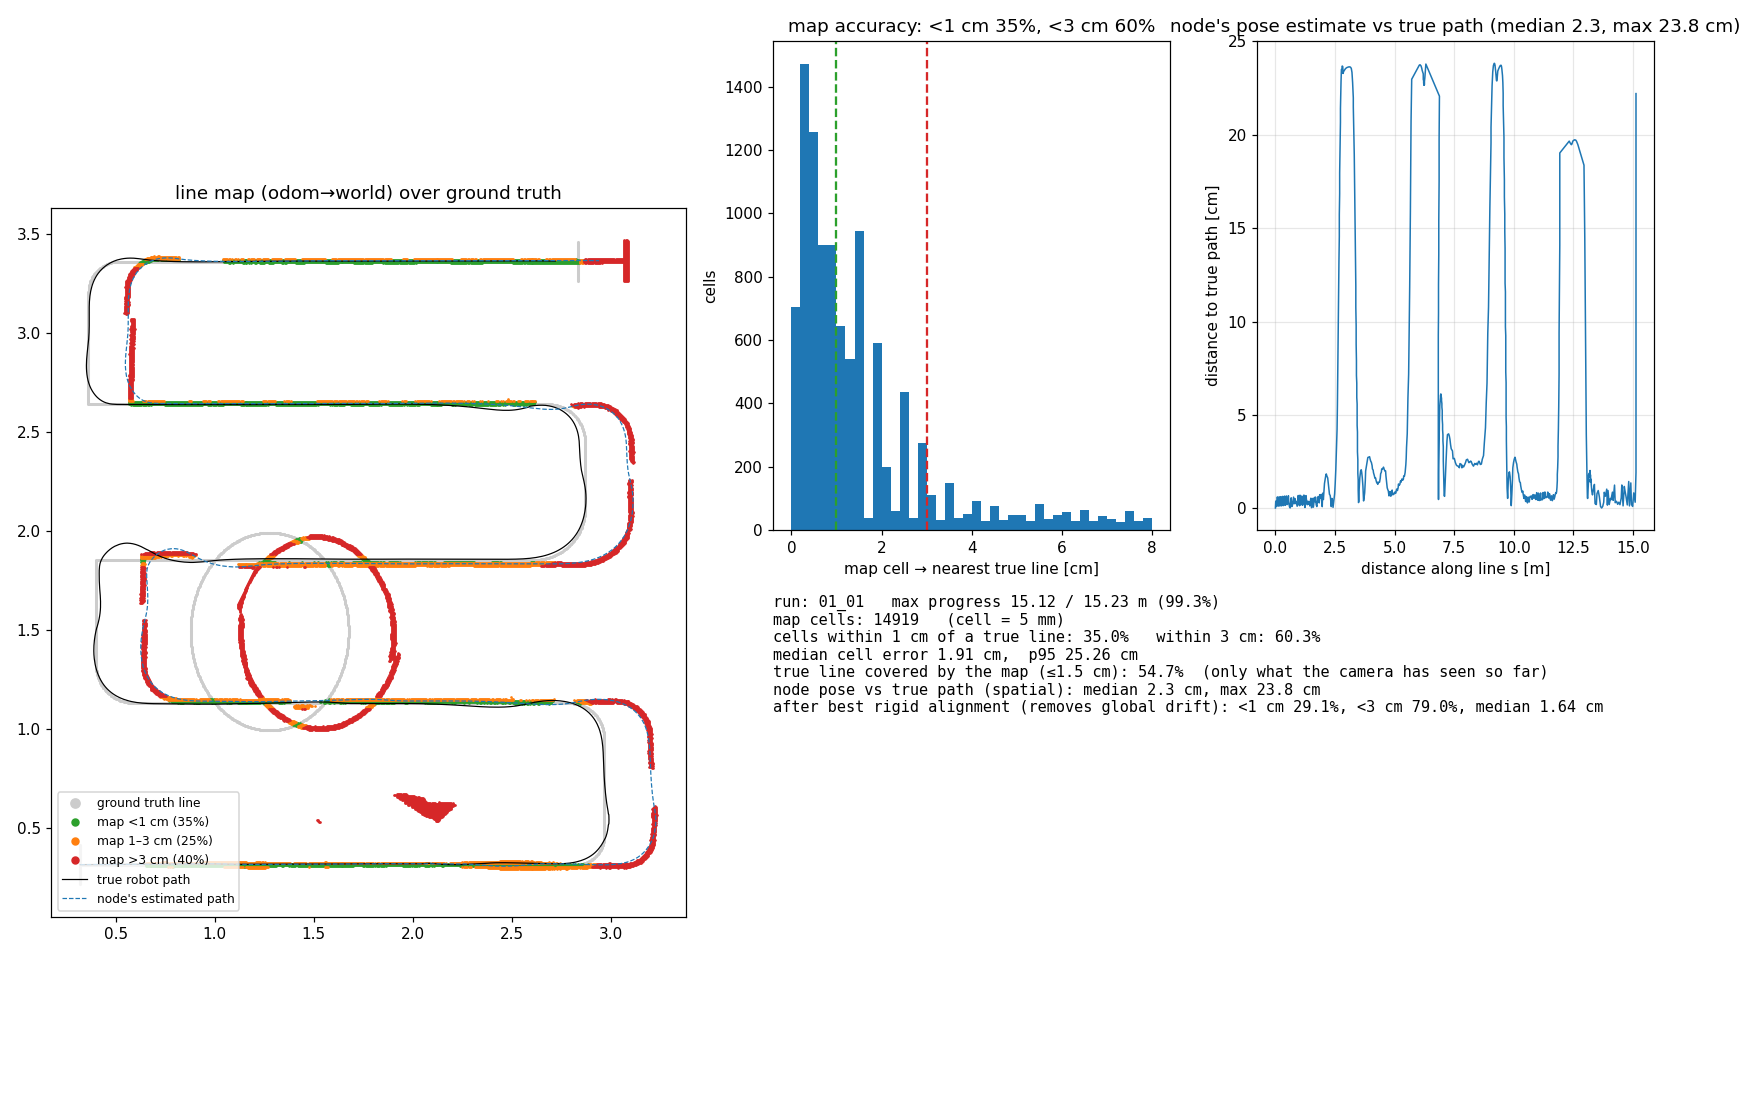 map accuracy: <1 cm 35%, <3 cm 60%
node's pose estimate vs true path (median 2.3, max 23.8 cm)
line map (odom→world) over ground truth
3.5
3.0
2.5
2.0
1.5
1.0
0.5
0.5
1.0
1.5
2.0
2.5
3.0
ground truth line
map <1 cm (35%)
map 1–3 cm (25%)
map >3 cm (40%)
true robot path
node's estimated path
cells
1400
1200
1000
800
600
400
200
0
0
2
4
6
8
map cell → nearest true line [cm]
distance to true path [cm]
25
20
15
10
5
0
0.0
2.5
5.0
7.5
10.0
12.5
15.0
distance along line s [m]
run: 01_01   max progress 15.12 / 15.23 m (99.3%)
map cells: 14919   (cell = 5 mm)
cells within 1 cm of a true line: 35.0%   within 3 cm: 60.3%
median cell error 1.91 cm,  p95 25.26 cm
true line covered by the map (≤1.5 cm): 54.7%  (only what the camera has seen so far)
node pose vs true path (spatial): median 2.3 cm, max 23.8 cm
after best rigid alignment (removes global drift): <1 cm 29.1%, <3 cm 79.0%, median 1.64 cm